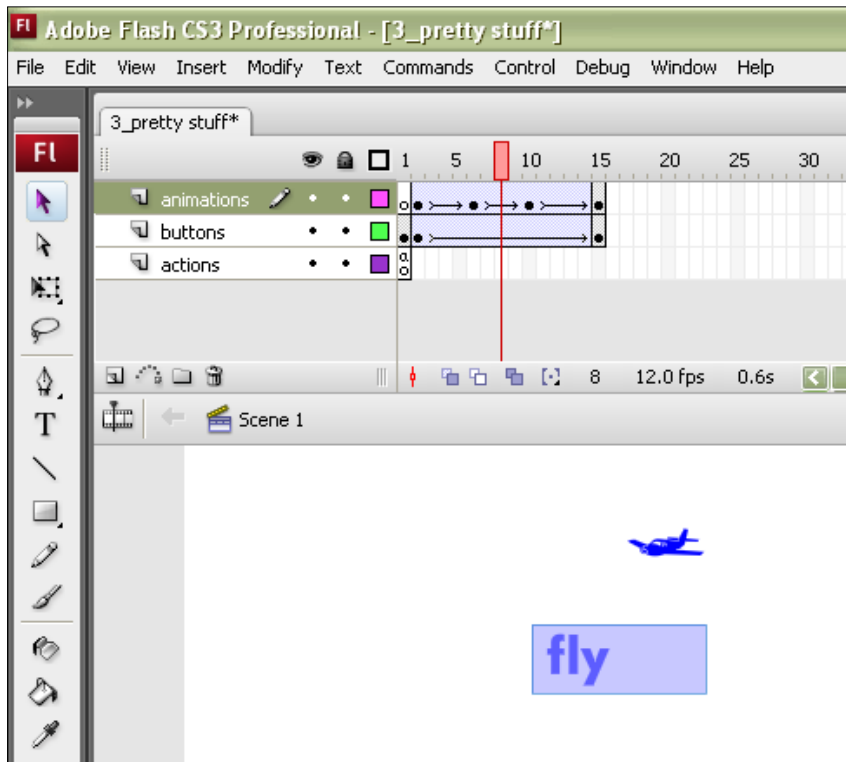 Fl Adobe Flash CS3 Professional - [3_pretty stuff*]
File Edit View Insert Modify Text Commands Control Debug Window Help
3_pretty stuff*
Fl
1 5 10 15 20 25 30
animations
buttons
actions
a
8 12.0 fps 0.6s
T
Scene 1
fly